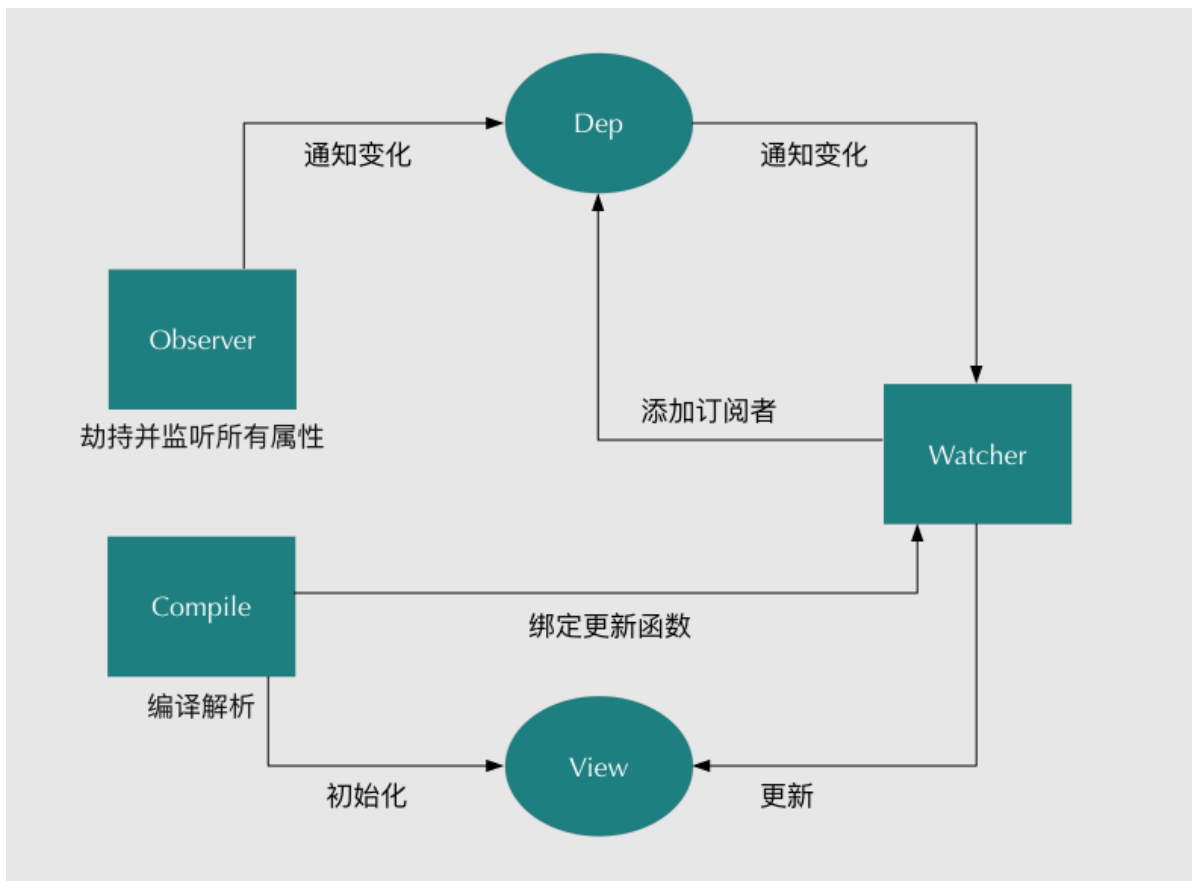 Dep
通知变化
通知变化
Observer
劫持并监听所有属性
添加订阅者
Watcher
Compile
绑定更新函数
编译解析
View
初始化
更新